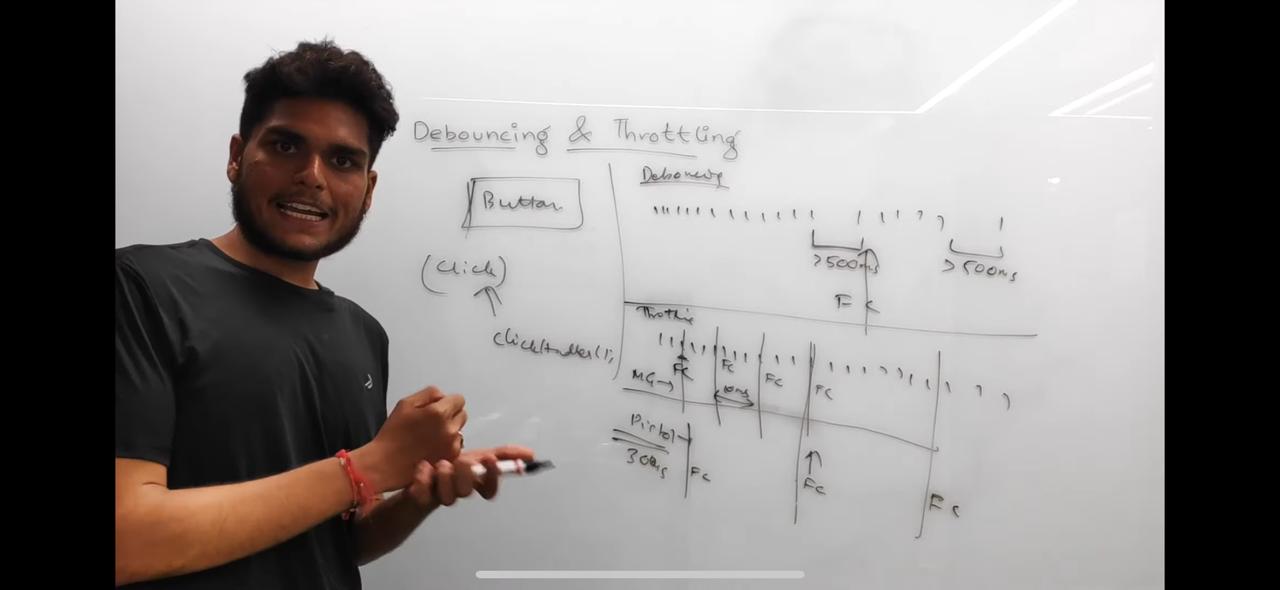 Debouncing & Throttling
Button
(Click)
clickHandler();
Debouncing
>500ms
>500ms
FC
FC
FC
FC
FC
MG→
10ms
Pistol
300ms
FC
FC
FC